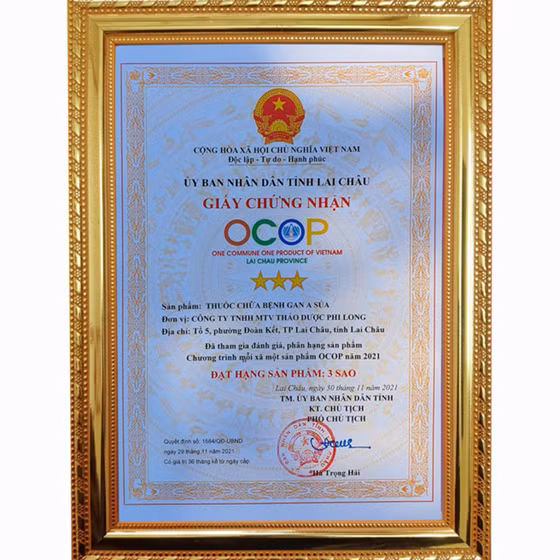 CỘNG HÒA XÃ HỘI CHỦ NGHĨA VIỆT NAM
Độc lập - Tự do - Hạnh phúc
ỦY BAN NHÂN DÂN TỈNH LAI CHÂU
GIẤY CHỨNG NHẬN
OCOP
ONE COMMUNE ONE PRODUCT OF VIETNAM
LAI CHAU PROVINCE
Sản phẩm: THUỐC CHỮA BỆNH GAN A SỬA
Đơn vị: CÔNG TY TNHH MTV THẢO DƯỢC PHI LONG
Địa chỉ: Tổ 5, phường Đoàn Kết, TP Lai Châu, tỉnh Lai Châu
Đã tham gia đánh giá, phân hạng sản phẩm
Chương trình mỗi xã một sản phẩm OCOP năm 2021
ĐẠT HẠNG SẢN PHẨM: 3 SAO
Lai Châu, ngày 30 tháng 11 năm 2021
TM. ỦY BAN NHÂN DÂN TỈNH
KT. CHỦ TỊCH
PHÓ CHỦ TỊCH
Quyết định số: 1584/QĐ-UBND
ngày 29 tháng 11 năm 2021
Có giá trị 36 tháng kể từ ngày cấp
Hà Trọng Hải